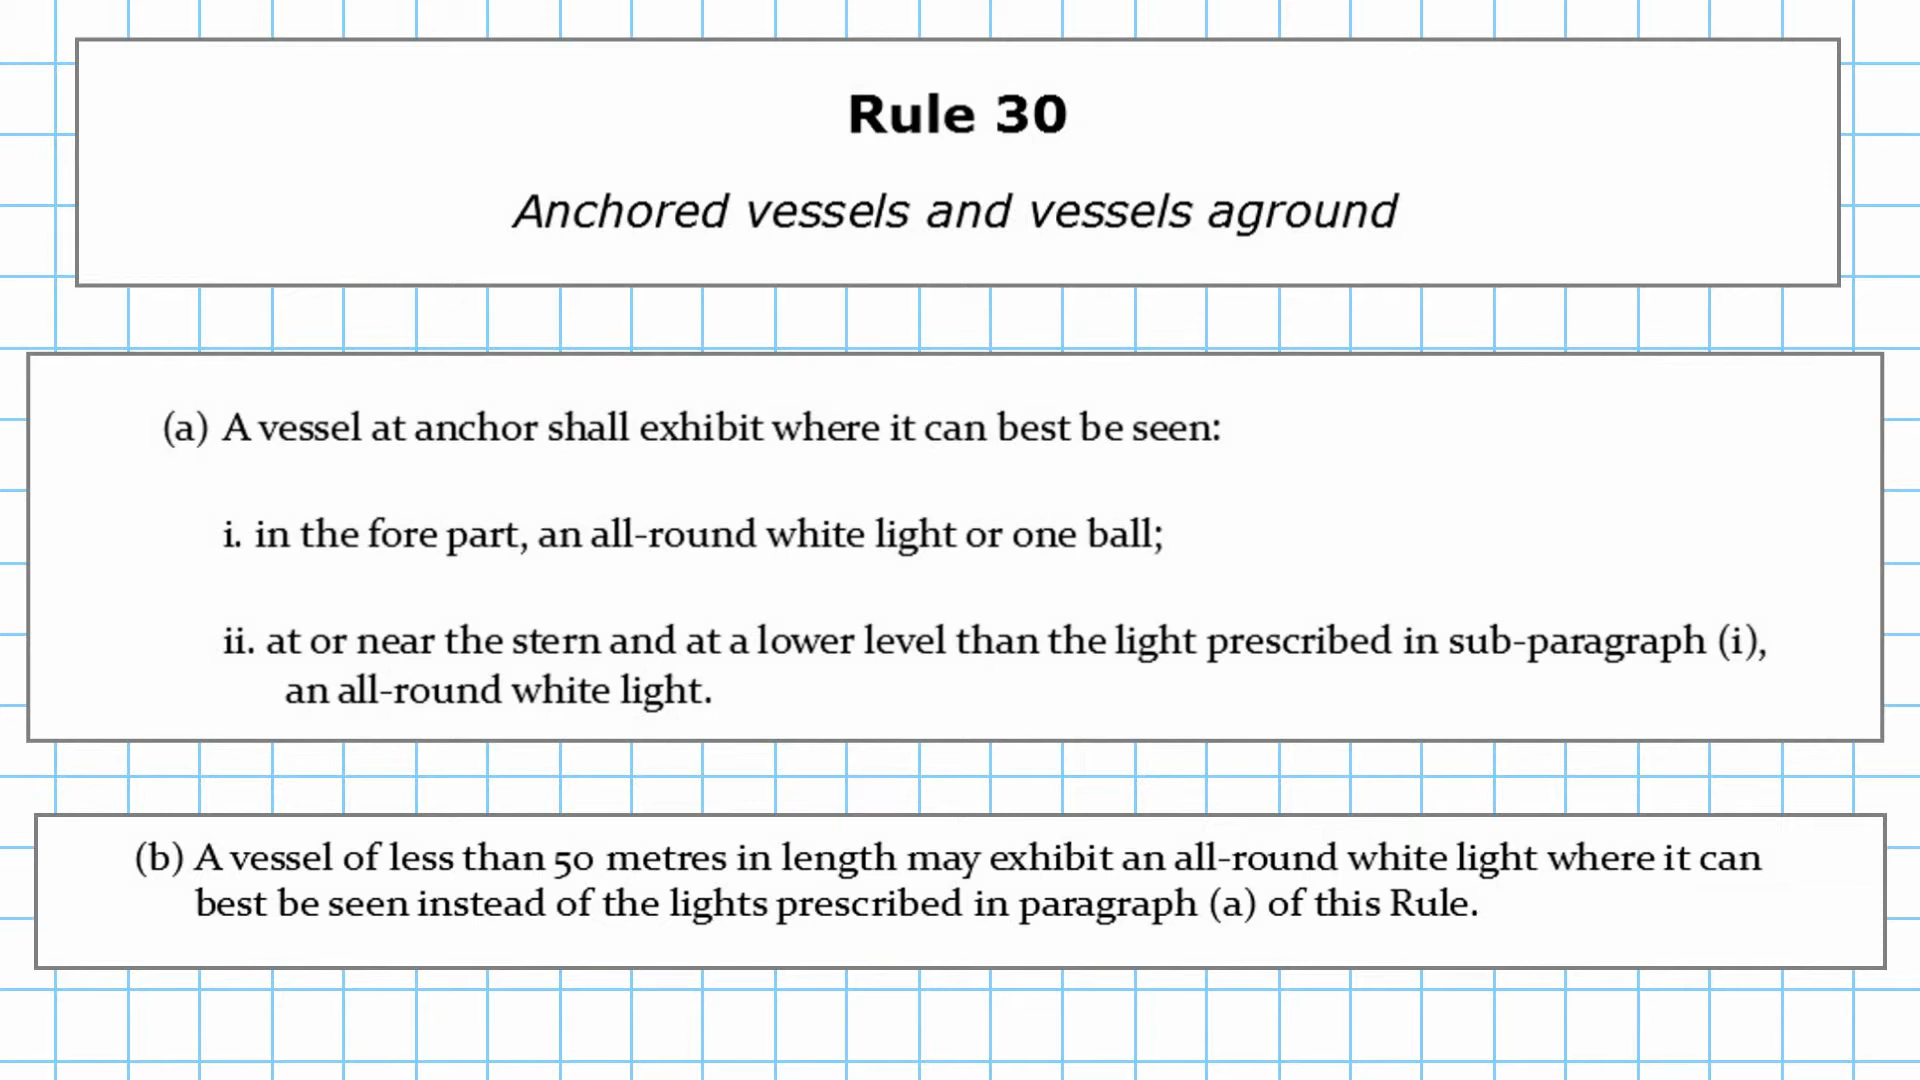 Rule 30
Anchored vessels and vessels aground
(a) A vessel at anchor shall exhibit where it can best be seen:
i. in the fore part, an all-round white light or one ball;
ii. at or near the stern and at a lower level than the light prescribed in sub-paragraph (i),
an all-round white light.
(b) A vessel of less than 50 metres in length may exhibit an all-round white light where it can
best be seen instead of the lights prescribed in paragraph (a) of this Rule.